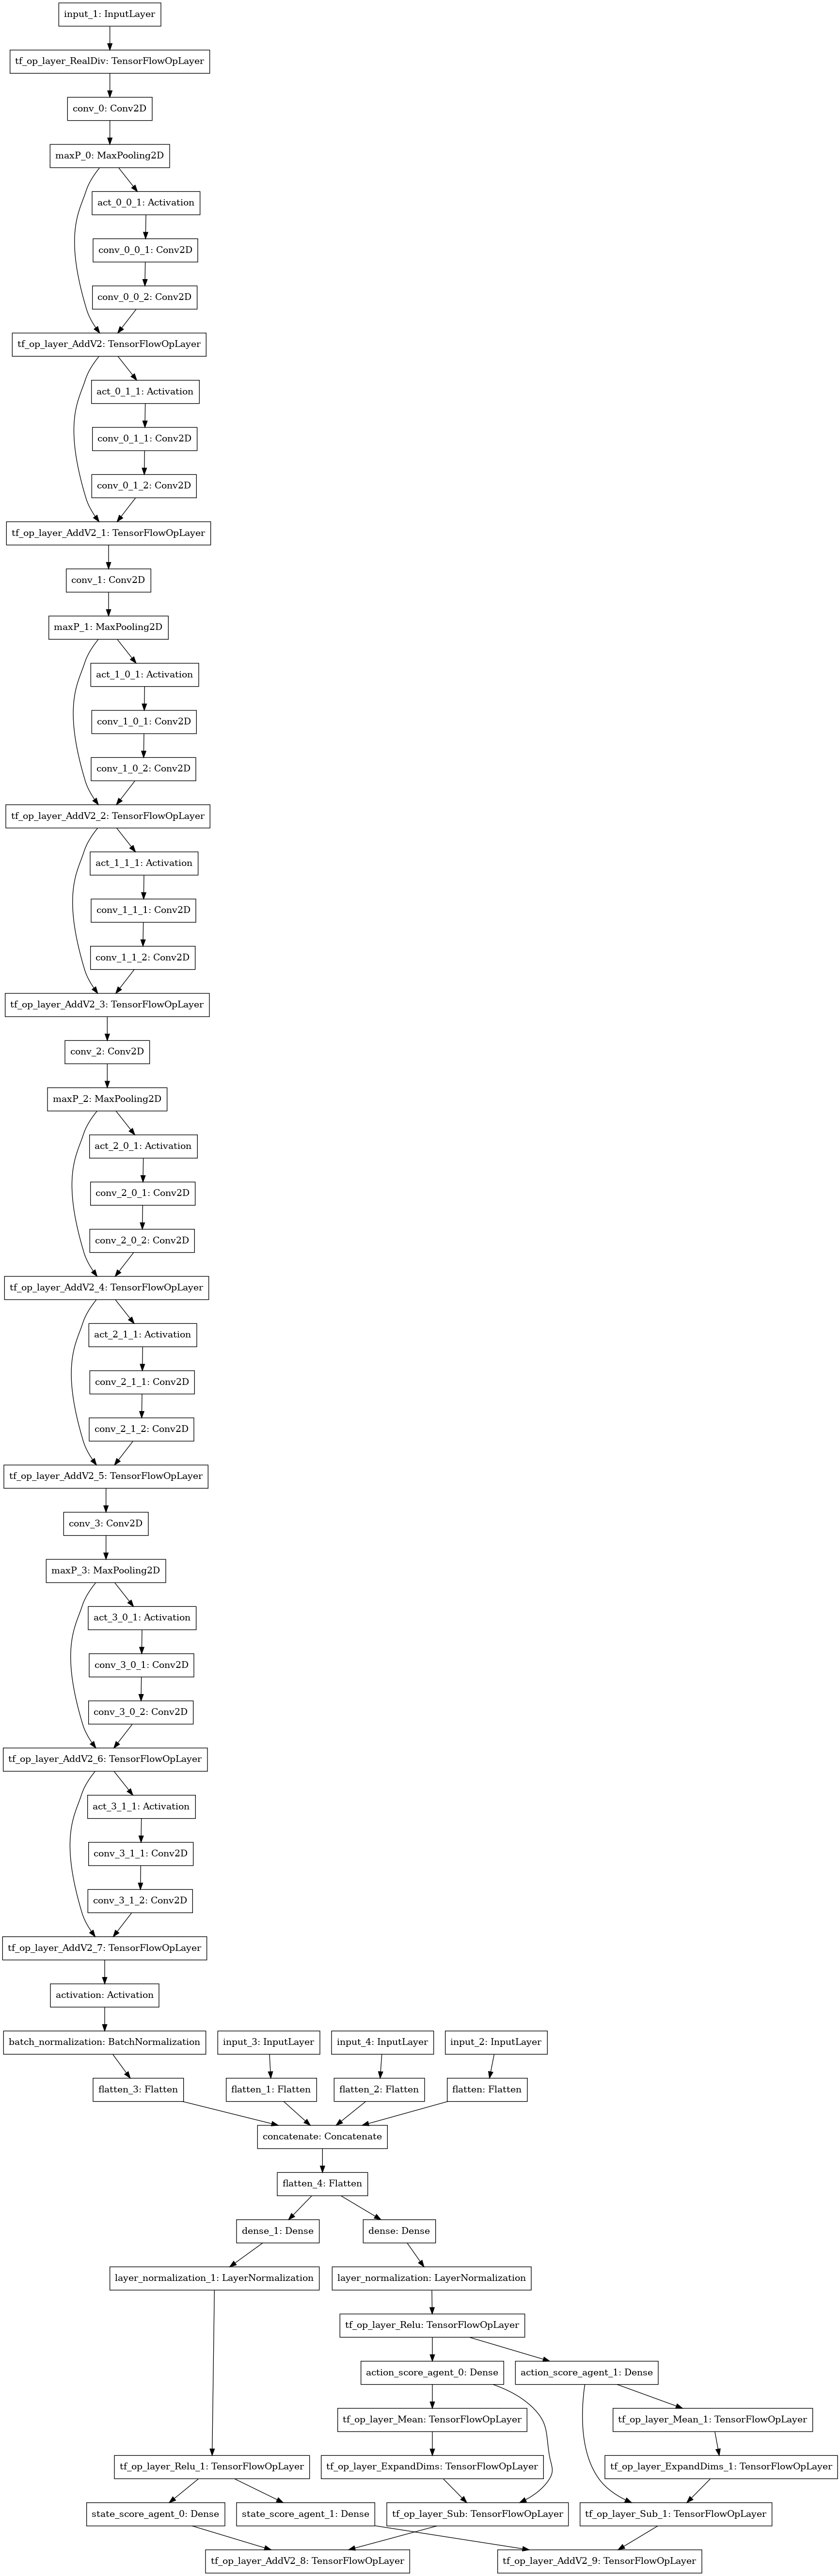 input_1: InputLayer
tf_op_layer_RealDiv: TensorFlowOpLayer
conv_0: Conv2D
maxP_0: MaxPooling2D
act_0_0_1: Activation
conv_0_0_1: Conv2D
conv_0_0_2: Conv2D
tf_op_layer_AddV2: TensorFlowOpLayer
act_0_1_1: Activation
conv_0_1_1: Conv2D
conv_0_1_2: Conv2D
tf_op_layer_AddV2_1: TensorFlowOpLayer
conv_1: Conv2D
maxP_1: MaxPooling2D
act_1_0_1: Activation
conv_1_0_1: Conv2D
conv_1_0_2: Conv2D
tf_op_layer_AddV2_2: TensorFlowOpLayer
act_1_1_1: Activation
conv_1_1_1: Conv2D
conv_1_1_2: Conv2D
tf_op_layer_AddV2_3: TensorFlowOpLayer
conv_2: Conv2D
maxP_2: MaxPooling2D
act_2_0_1: Activation
conv_2_0_1: Conv2D
conv_2_0_2: Conv2D
tf_op_layer_AddV2_4: TensorFlowOpLayer
act_2_1_1: Activation
conv_2_1_1: Conv2D
conv_2_1_2: Conv2D
tf_op_layer_AddV2_5: TensorFlowOpLayer
conv_3: Conv2D
maxP_3: MaxPooling2D
act_3_0_1: Activation
conv_3_0_1: Conv2D
conv_3_0_2: Conv2D
tf_op_layer_AddV2_6: TensorFlowOpLayer
act_3_1_1: Activation
conv_3_1_1: Conv2D
conv_3_1_2: Conv2D
tf_op_layer_AddV2_7: TensorFlowOpLayer
activation: Activation
batch_normalization: BatchNormalization
input_3: InputLayer
input_4: InputLayer
input_2: InputLayer
flatten_3: Flatten
flatten_1: Flatten
flatten_2: Flatten
flatten: Flatten
concatenate: Concatenate
flatten_4: Flatten
dense_1: Dense
dense: Dense
layer_normalization_1: LayerNormalization
layer_normalization: LayerNormalization
tf_op_layer_Relu: TensorFlowOpLayer
action_score_agent_0: Dense
action_score_agent_1: Dense
tf_op_layer_Mean: TensorFlowOpLayer
tf_op_layer_Mean_1: TensorFlowOpLayer
tf_op_layer_Relu_1: TensorFlowOpLayer
tf_op_layer_ExpandDims: TensorFlowOpLayer
tf_op_layer_ExpandDims_1: TensorFlowOpLayer
state_score_agent_0: Dense
state_score_agent_1: Dense
tf_op_layer_Sub: TensorFlowOpLayer
tf_op_layer_Sub_1: TensorFlowOpLayer
tf_op_layer_AddV2_8: TensorFlowOpLayer
tf_op_layer_AddV2_9: TensorFlowOpLayer